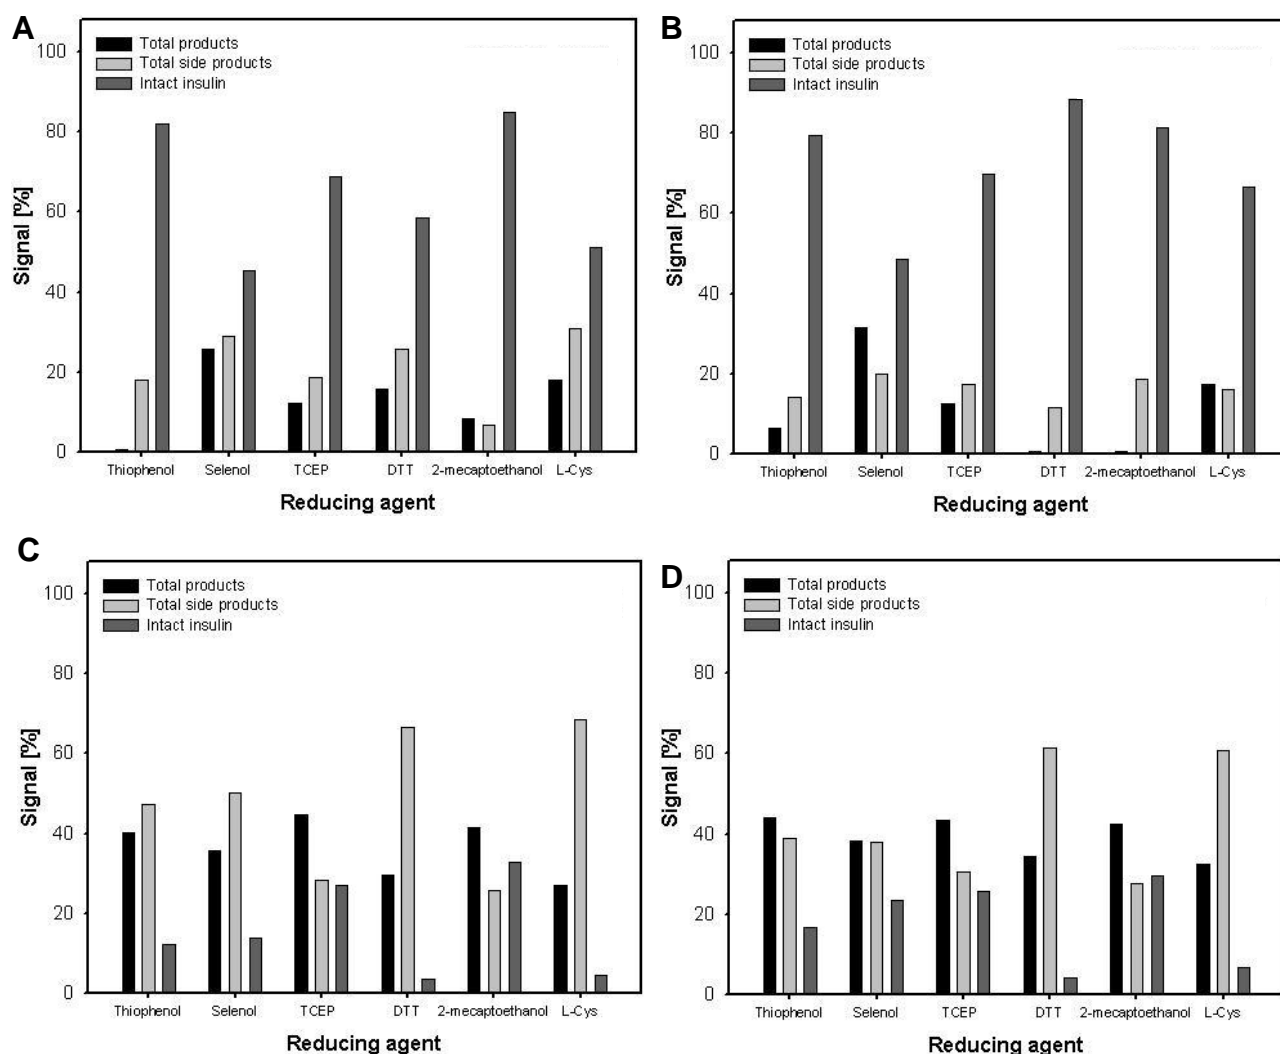 A
Total products
Total side products
Intact insulin
100
80
60
40
20
0
Signal [%]
Thiophenol Selenol TCEP DTT 2-mecaptoethanol L-Cys
Reducing agent
B
Total products
Total side products
Intact insulin
100
80
60
40
20
0
Signal [%]
Thiophenol Selenol TCEP DTT 2-mecaptoethanol L-Cys
Reducing agent
C
Total products
Total side products
Intact insulin
100
80
60
40
20
0
Signal [%]
Thiophenol Selenol TCEP DTT 2-mecaptoethanol L-Cys
Reducing agent
D
Total products
Total side products
Intact insulin
100
80
60
40
20
0
Signal [%]
Thiophenol Selenol TCEP DTT 2-mecaptoethanol L-Cys
Reducing agent